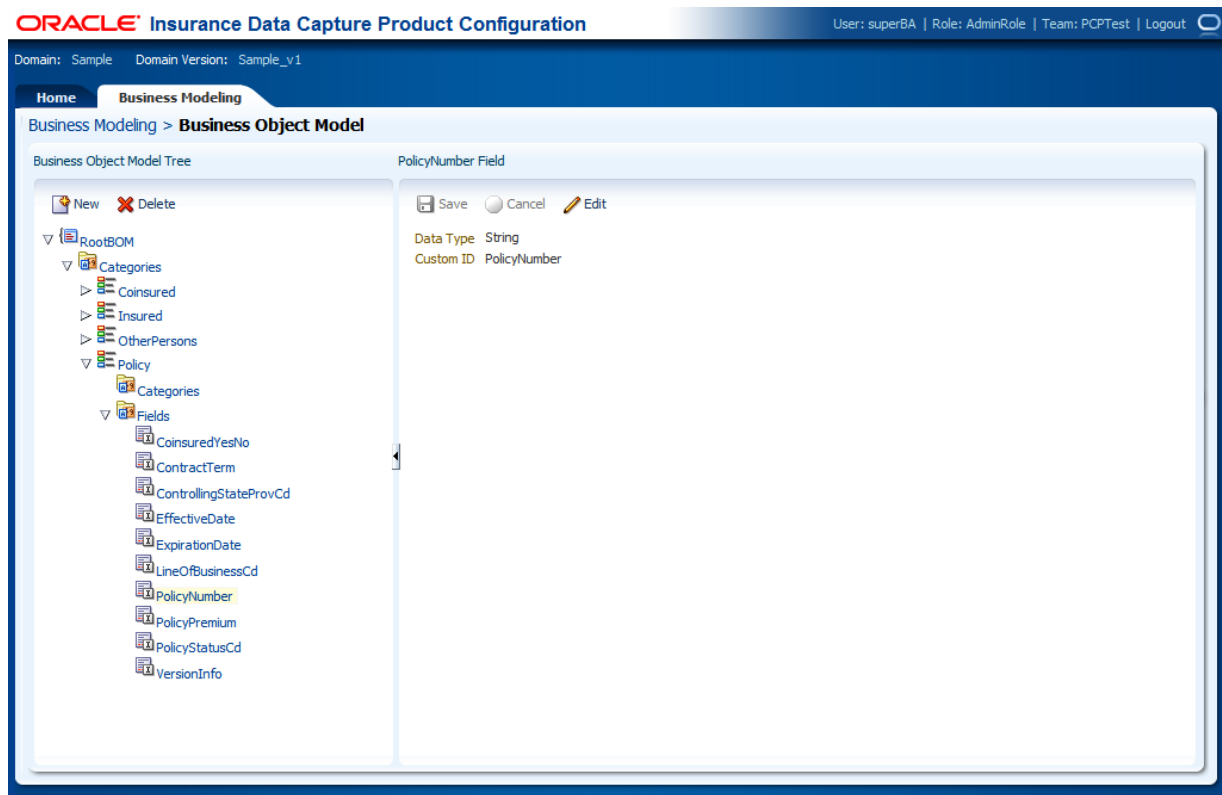 ORACLE Insurance Data Capture Product Configuration
User: superBA | Role: AdminRole | Team: PCPTest | Logout
Domain: Sample Domain Version: Sample_v1
Home Business Modeling
Business Modeling > Business Object Model
Business Object Model Tree
PolicyNumber Field
New Delete
Save Cancel Edit
RootBOM
Data Type String
Custom ID PolicyNumber
Categories
Coinsured
Insured
OtherPersons
Policy
Categories
Fields
CoinsuredYesNo
ContractTerm
ControllingStateProvCd
EffectiveDate
ExpirationDate
LineOfBusinessCd
PolicyNumber
PolicyPremium
PolicyStatusCd
VersionInfo